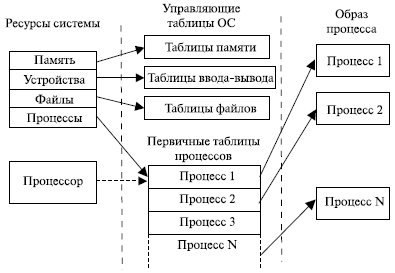 Ресурсы системы
Управляющие
таблицы ОС
Образ
процесса
Память
Устройства
Файлы
Процессы
Процессор
Таблицы памяти
Таблицы ввода-вывода
Таблицы файлов
Первичные таблицы
процессов
Процесс 1
Процесс 2
Процесс 3
Процесс N
Процесс 1
Процесс 2
Процесс N